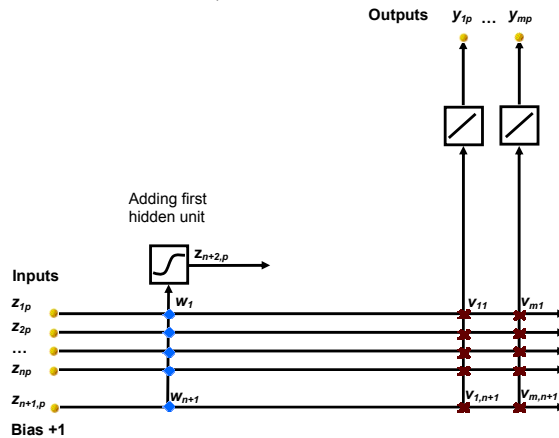 Outputs y1p ... ymp
Adding first
hidden unit
zn+2,p
Inputs
z1p w1 v11 vm1
z2p
...
znp
zn+1,p wn+1 v1,n+1 vm,n+1
Bias +1